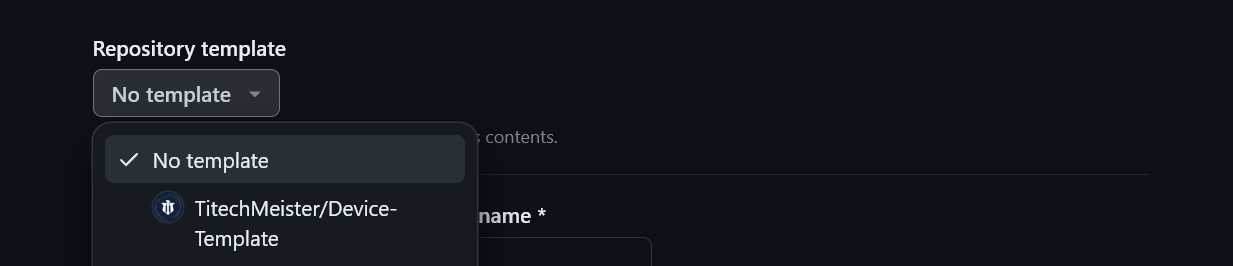 Repository template
No template
contents.
No template
TitechMeister/Device-
Template
name *